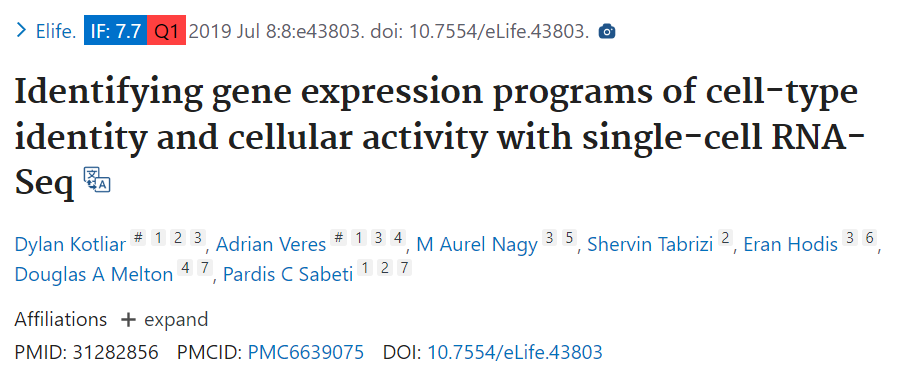 Elife. IF: 7.7 Q1 2019 Jul 8:8:e43803. doi: 10.7554/eLife.43803.
Identifying gene expression programs of cell-type
identity and cellular activity with single-cell RNA-
Seq
Dylan Kotliar # 1 2 3, Adrian Veres # 1 3 4, M Aurel Nagy 3 5, Shervin Tabrizi 2, Eran Hodis 3 6,
Douglas A Melton 4 7, Pardis C Sabeti 1 2 7
Affiliations + expand
PMID: 31282856 PMCID: PMC6639075 DOI: 10.7554/eLife.43803